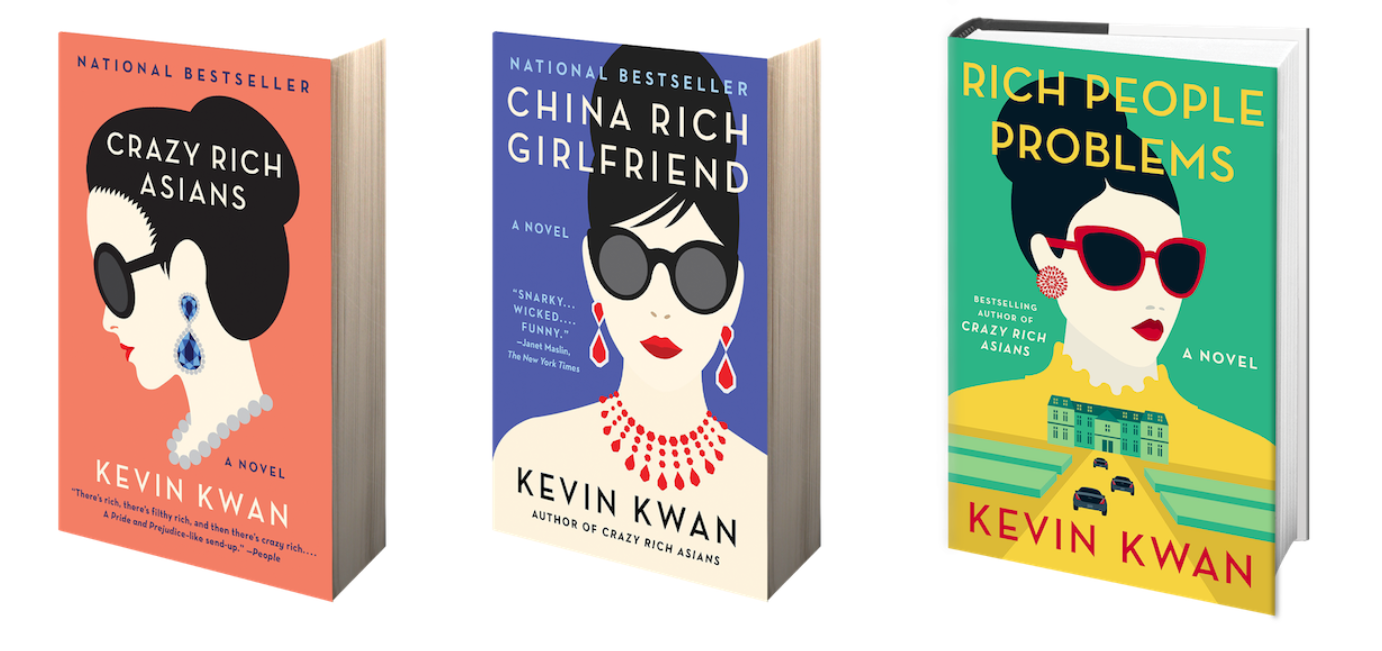 NATIONAL BESTSELLER
CRAZY RICH
ASIANS
A NOVEL
KEVIN KWAN
"There's rich, there's filthy rich, and then there's crazy rich....
A Pride and Prejudice-like send-up." —People
NATIONAL BESTSELLER
CHINA RICH
GIRLFRIEND
A NOVEL
"SNARKY...
WICKED....
FUNNY."
—Janet Maslin,
The New York Times
KEVIN KWAN
AUTHOR OF CRAZY RICH ASIANS
RICH PEOPLE
PROBLEMS
BESTSELLING
AUTHOR OF
CRAZY RICH
ASIANS
A NOVEL
KEVIN KWAN